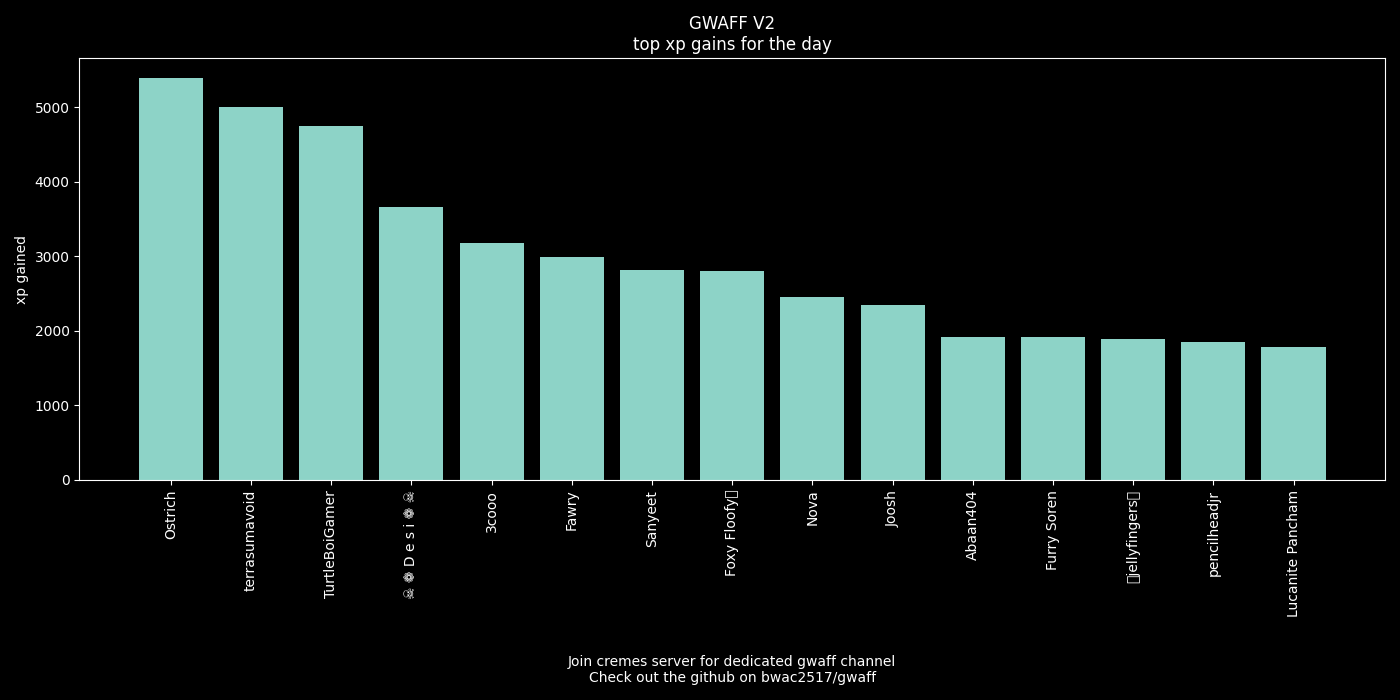 GWAFF V2
top xp gains for the day
xp gained
5000
4000
3000
2000
1000
0
Ostrich
terrasumavoid
TurtleBoiGamer
☠ ❁ D e s i ❁ ☠
3cooo
Fawry
Sanyeet
Foxy Floofy▯
Nova
Joosh
Abaan404
Furry Soren
▯jellyfingers▯
pencilheadjr
Lucanite Pancham
Join cremes server for dedicated gwaff channel
Check out the github on bwac2517/gwaff